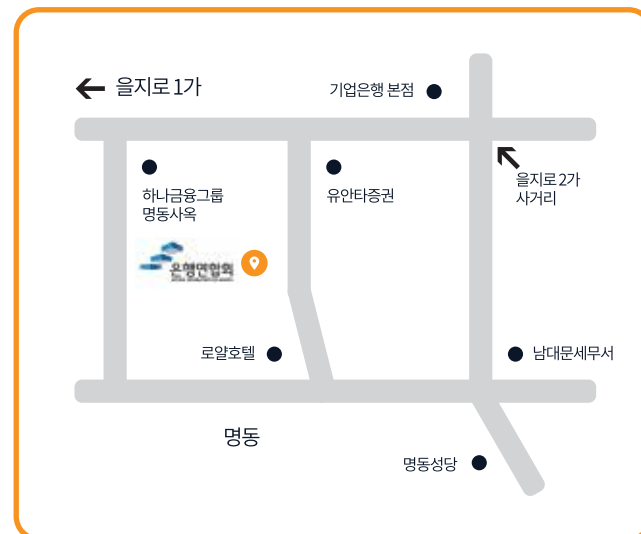 을지로 1가
기업은행 본점
을지로 2가
사거리
하나금융그룹
명동사옥
유안타증권
은행연합회
로얄호텔
남대문세무서
명동
명동성당